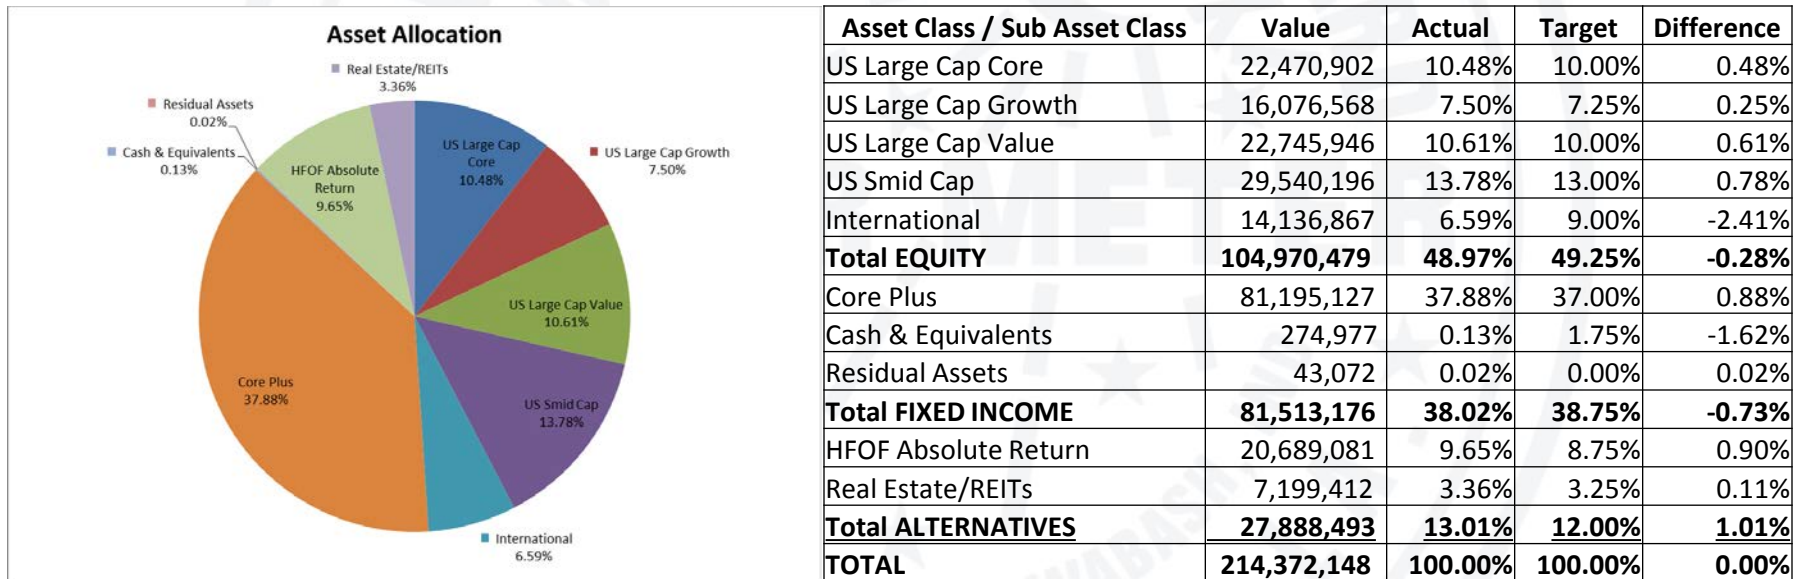 Asset Allocation
Real Estate/REITs
3.36%
Residual Assets
0.02%
Cash & Equivalents
0.13%
HFOF Absolute
Return
9.65%
US Large Cap
Core
10.48%
US Large Cap Growth
7.50%
US Large Cap Value
10.61%
Core Plus
37.88%
US Smid Cap
13.78%
International
6.59%
Asset Class / Sub Asset Class Value Actual Target Difference
US Large Cap Core 22,470,902 10.48% 10.00% 0.48%
US Large Cap Growth 16,076,568 7.50% 7.25% 0.25%
US Large Cap Value 22,745,946 10.61% 10.00% 0.61%
US Smid Cap 29,540,196 13.78% 13.00% 0.78%
International 14,136,867 6.59% 9.00% -2.41%
Total EQUITY 104,970,479 48.97% 49.25% -0.28%
Core Plus 81,195,127 37.88% 37.00% 0.88%
Cash & Equivalents 274,977 0.13% 1.75% -1.62%
Residual Assets 43,072 0.02% 0.00% 0.02%
Total FIXED INCOME 81,513,176 38.02% 38.75% -0.73%
HFOF Absolute Return 20,689,081 9.65% 8.75% 0.90%
Real Estate/REITs 7,199,412 3.36% 3.25% 0.11%
Total ALTERNATIVES 27,888,493 13.01% 12.00% 1.01%
TOTAL 214,372,148 100.00% 100.00% 0.00%
METER
WABASH